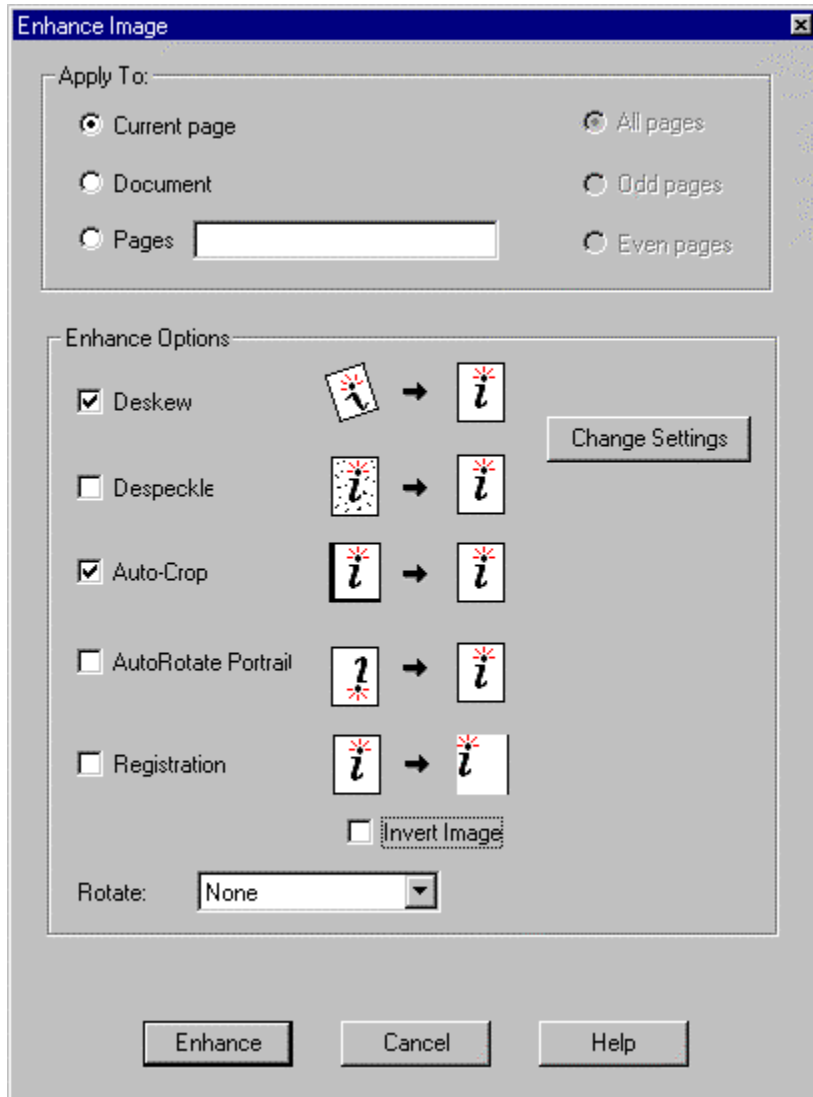 Enhance Image
Apply To:
Current page
All pages
Document
Odd pages
Pages
Even pages
Enhance Options
Deskew
Change Settings
Despeckle
Auto-Crop
AutoRotate Portrait
Registration
Invert Image
Rotate: None
Enhance Cancel Help